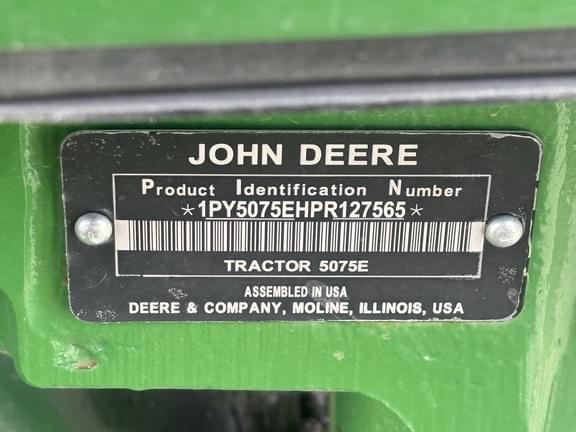 JOHN DEERE
Product Identification Number
*1PY5075EHPR127565*
TRACTOR 5075E
ASSEMBLED IN USA
DEERE & COMPANY, MOLINE, ILLINOIS, USA